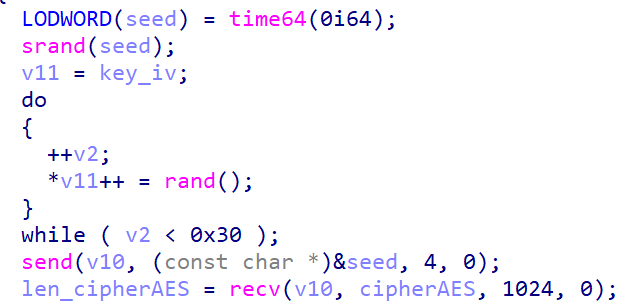 LODWORD(seed) = time64(0i64);
srand(seed);
v11 = key_iv;
do
{
++v2;
*v11++ = rand();
}
while ( v2 < 0x30 );
send(v10, (const char *)&seed, 4, 0);
len_cipherAES = recv(v10, cipherAES, 1024, 0);